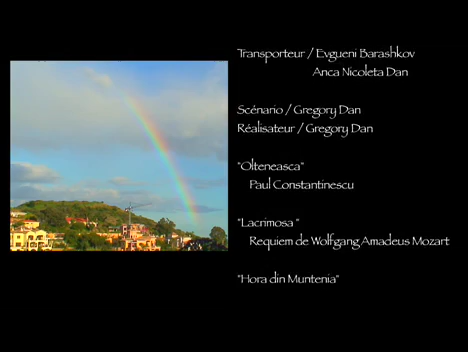 Transporteur / Evgueni Barashkov
Anca Nicoleta Dan
Scénario / Gregory Dan
Réalisateur / Gregory Dan
"Olteneasca"
Paul Constantinescu
"Lacrimosa "
Requiem de Wolfgang Amadeus Mozart
"Hora din Muntenia"